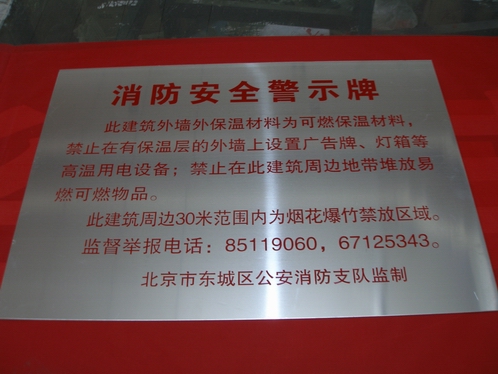 消防安全警示牌
此建筑外墙外保温材料为可燃保温材料，
禁止在有保温层的外墙上设置广告牌、灯箱等
高温用电设备；禁止在此建筑周边地带堆放易
燃可燃物品。
此建筑周边30米范围内为烟花爆竹禁放区域。
监督举报电话：85119060，67125343。
北京市东城区公安消防支队监制